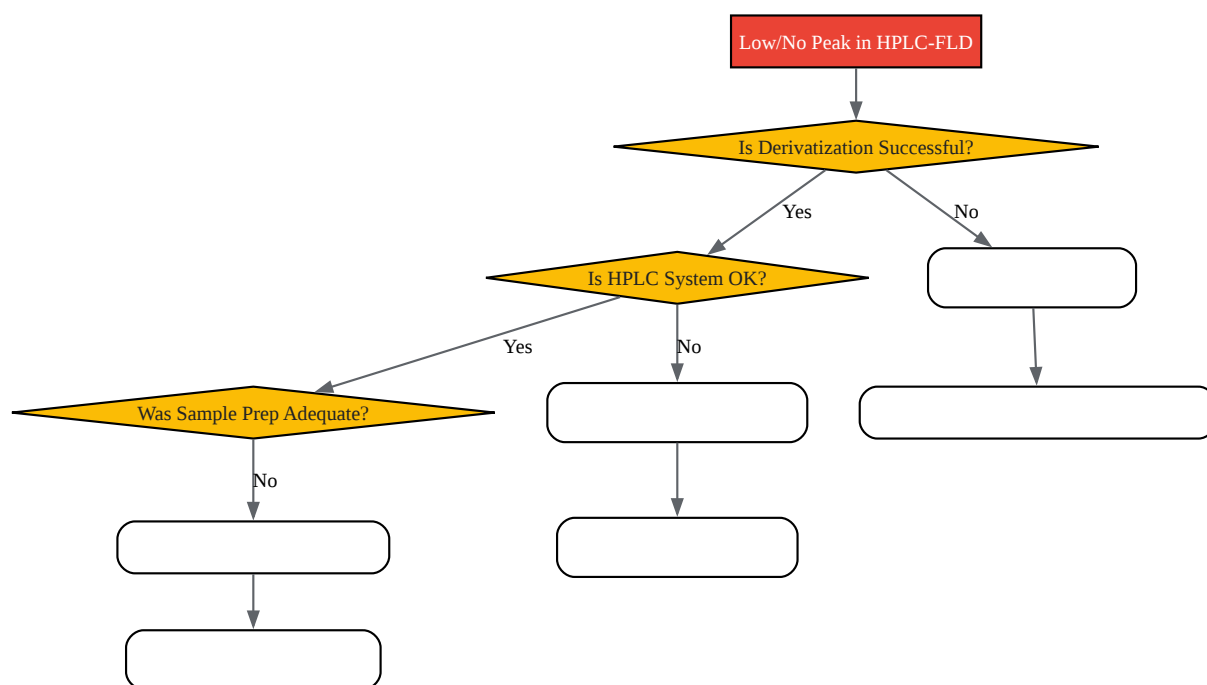 Low/No Peak in HPLC-FLD
Is Derivatization Successful?
Yes
No
Is HPLC System OK?
Yes
No
Was Sample Prep Adequate?
No